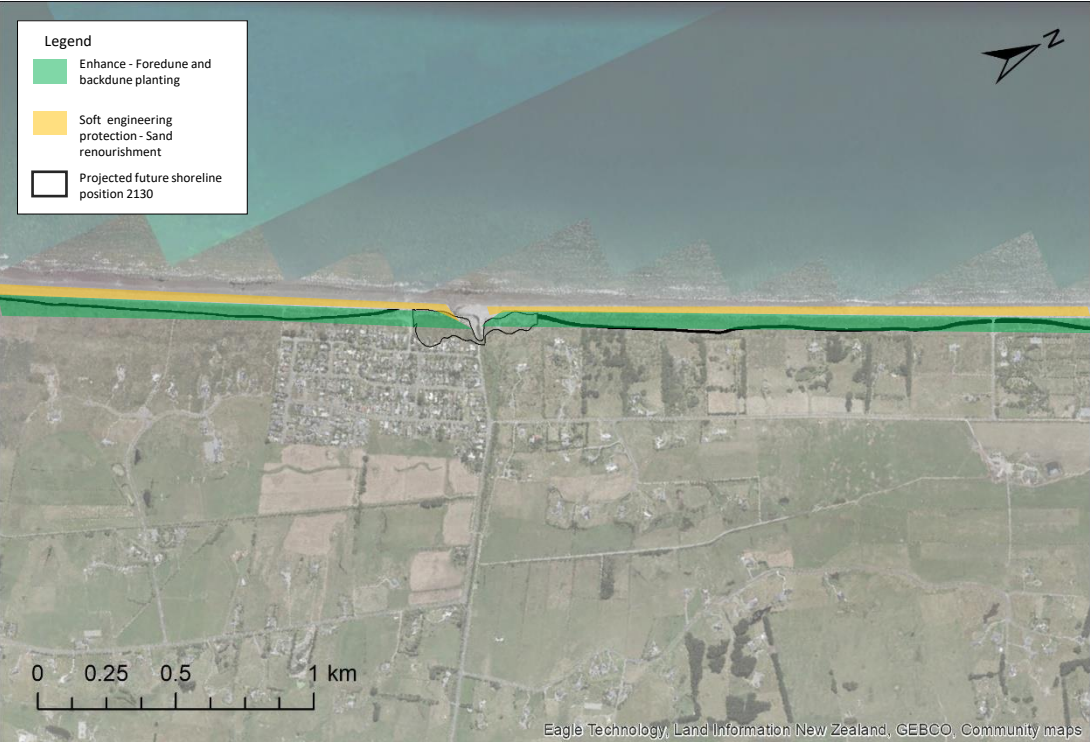 Legend
Enhance - Foredune and
backdune planting
Soft engineering
protection - Sand
renourishment
Projected future shoreline
position 2130
N
0 0.25 0.5 1 km
Eagle Technology, Land Information New Zealand, GEBCO, Community maps